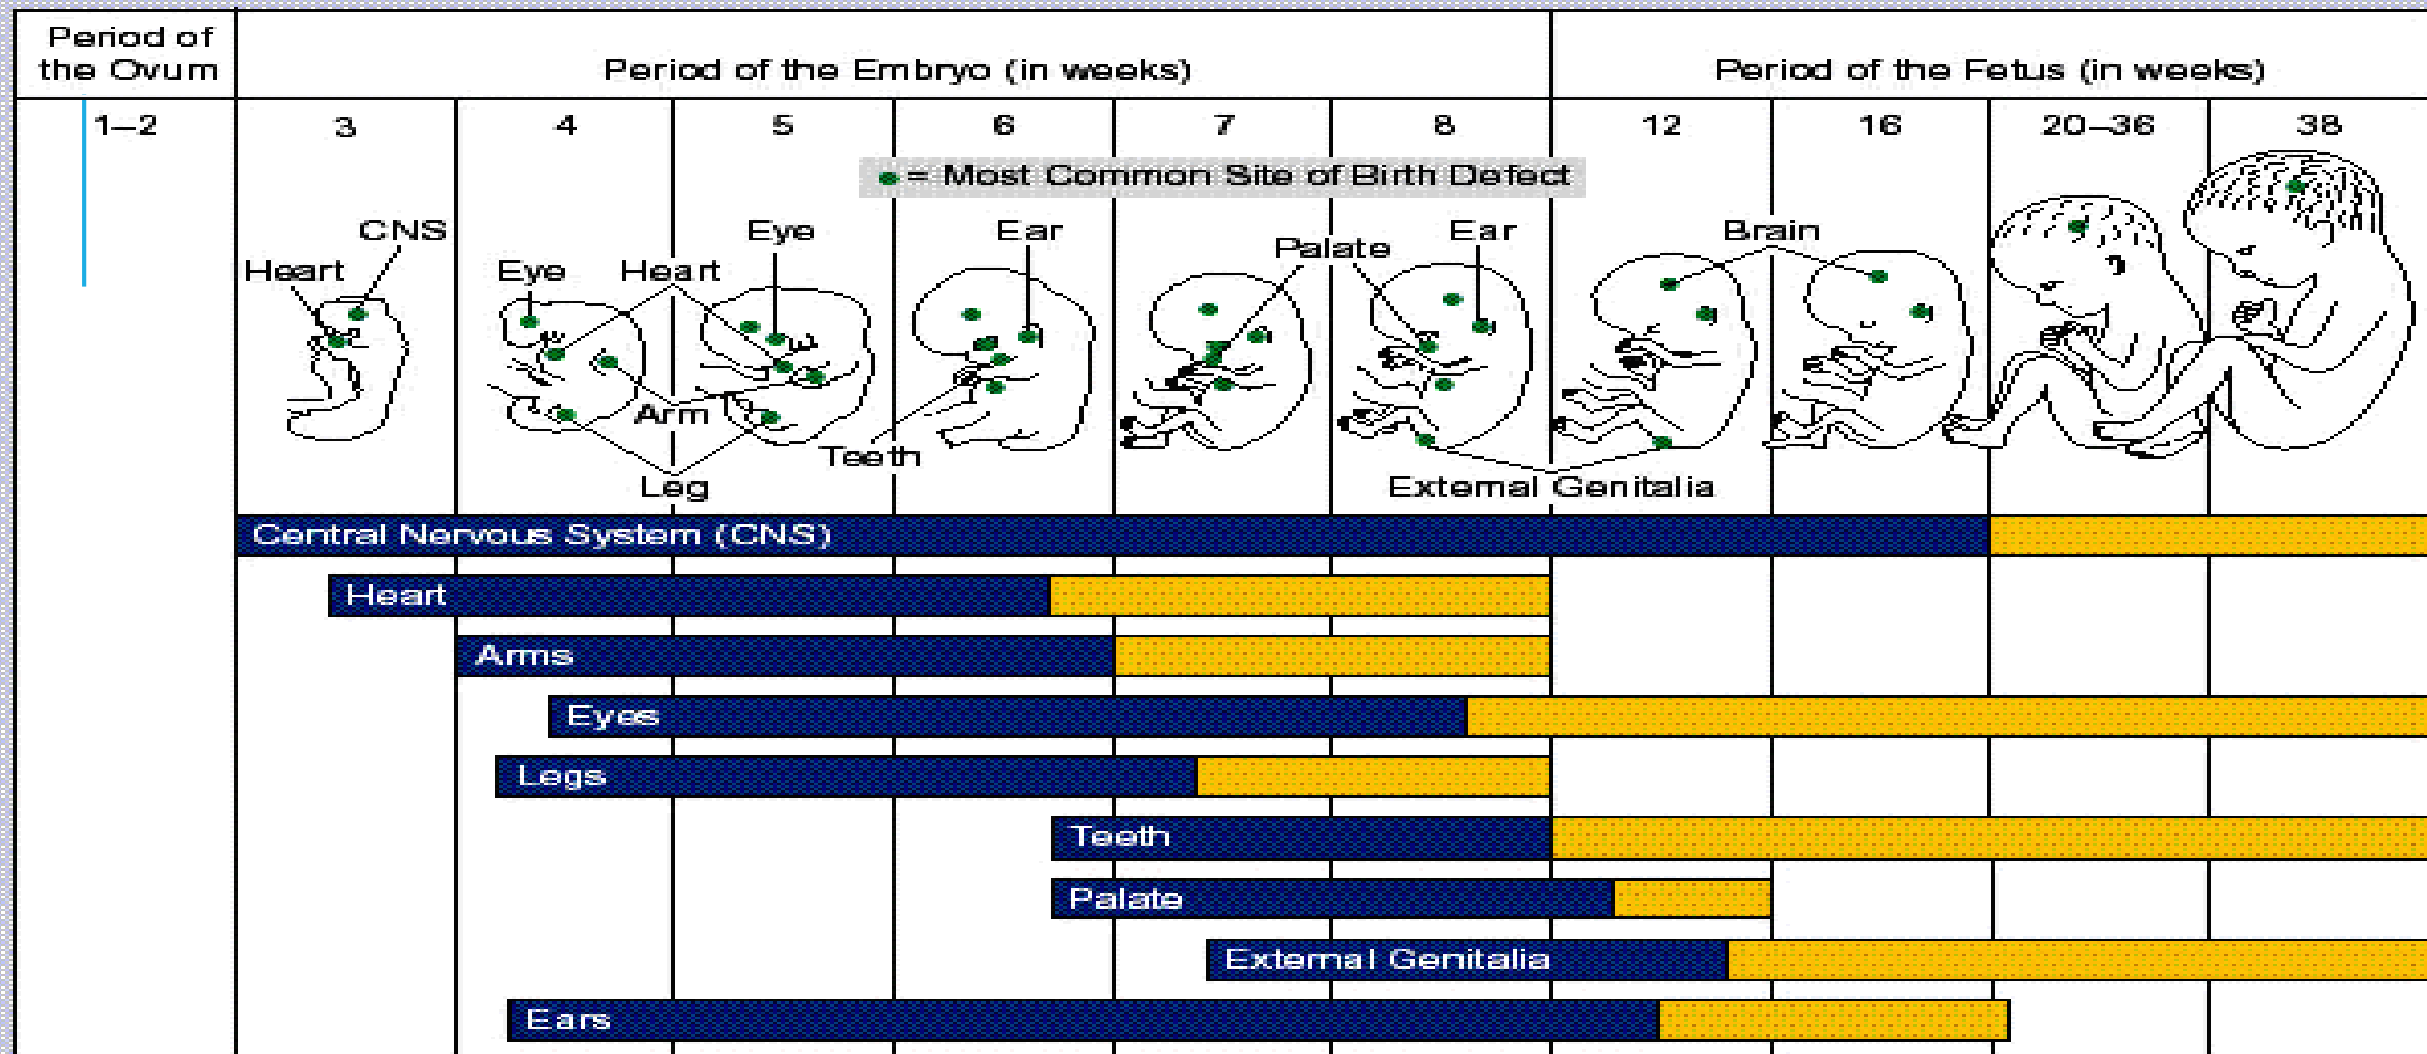 Period of
the Ovum
Period of the Embryo (in weeks)
Period of the Fetus (in weeks)
1–2
3
4
5
6
7
8
12
16
20–36
38
= Most Common Site of Birth Defect
CNS
Heart
Eye
Heart
Eye
Ear
Palate
Ear
Brain
Arm
Teeth
Leg
External Genitalia
Central Nervous System (CNS)
Heart
Arms
Eyes
Legs
Teeth
Palate
External Genitalia
Ears